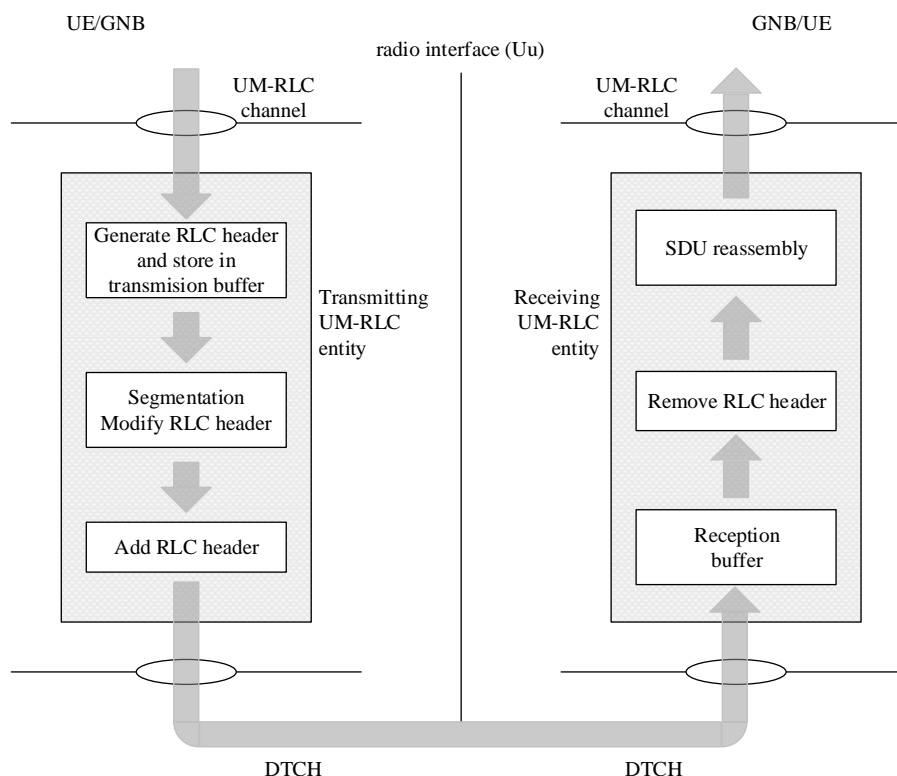 UE/GNB
GNB/UE
radio interface (Uu)
UM-RLC
channel
UM-RLC
channel
Generate RLC header
and store in
transmision buffer
Transmitting
UM-RLC
entity
Segmentation
Modify RLC header
Add RLC header
Receiving
UM-RLC
entity
SDU reassembly
Remove RLC header
Reception
buffer
DTCH
DTCH